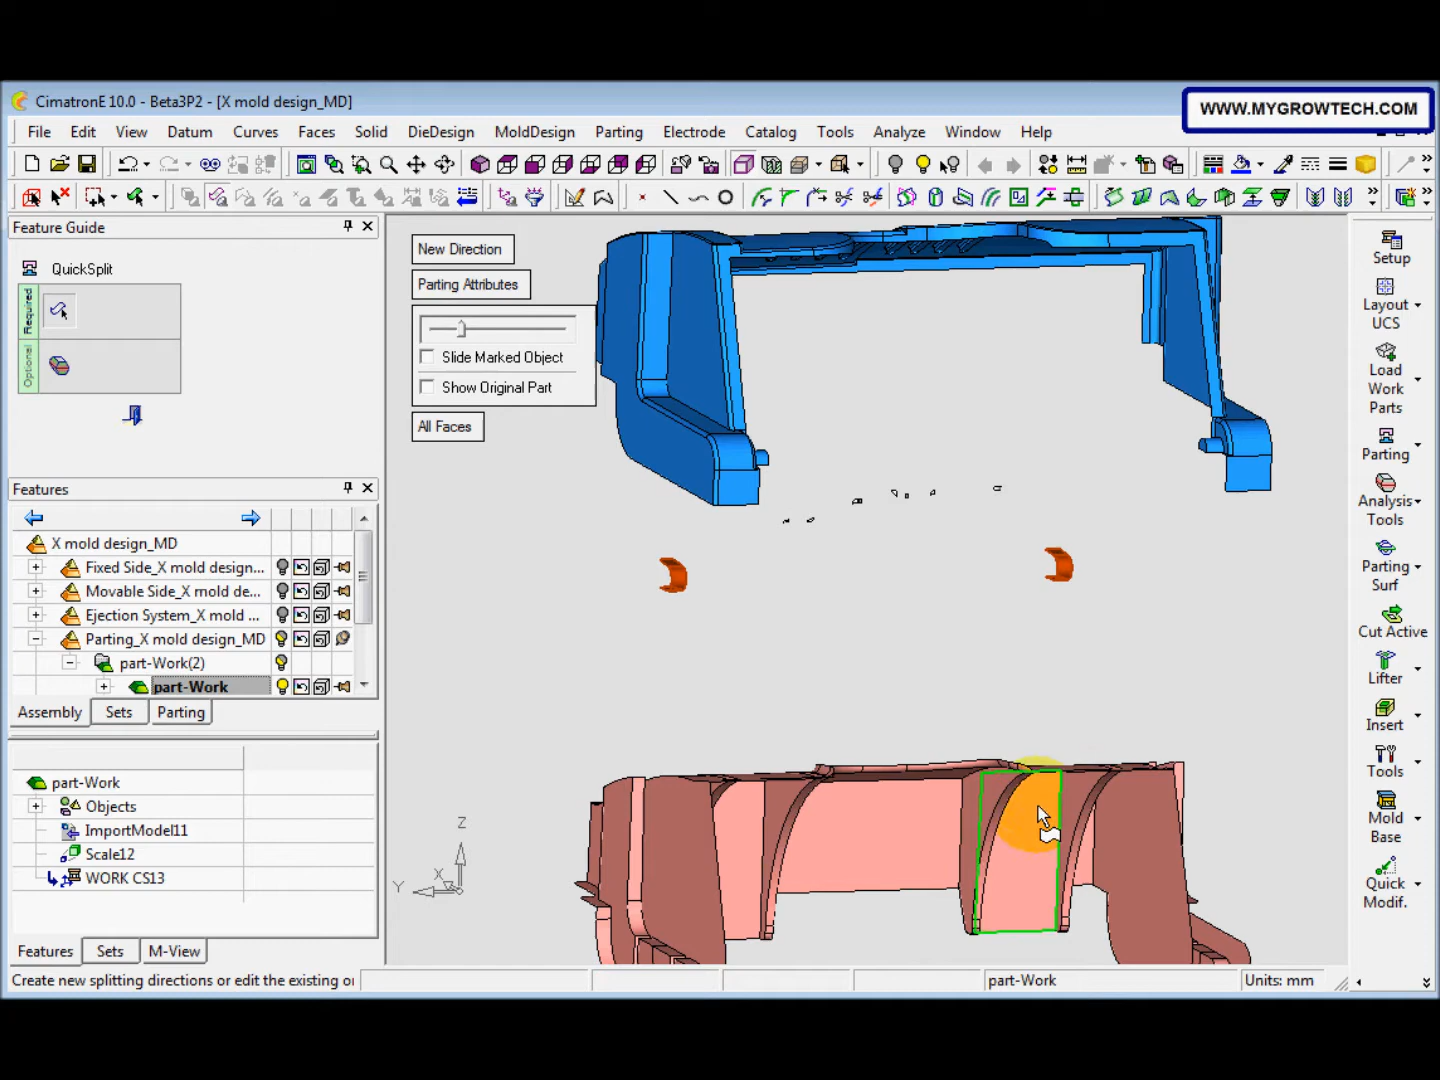 CimatronE 10.0 - Beta3P2 - [X mold design_MD]
WWW.MYGROWTECH.COM
File Edit View Datum Curves Faces Solid DieDesign MoldDesign Parting Electrode Catalog Tools Analyze Window Help
Feature Guide
QuickSplit
Required
Optional
New Direction
Parting Attributes
Slide Marked Object
Show Original Part
All Faces
Features
X mold design_MD
Fixed Side_X mold design...
Movable Side_X mold de...
Ejection System_X mold ...
Parting_X mold design_MD
part-Work(2)
part-Work
Assembly Sets Parting
part-Work
Objects
ImportModel11
Scale12
WORK CS13
Features Sets M-View
Z
Y
X
Setup
Layout
UCS
Load
Work
Parts
Parting
Analysis
Tools
Parting
Surf
Cut Active
Lifter
Insert
Tools
Mold
Base
Quick
Modif.
Create new splitting directions or edit the existing or
part-Work
Units: mm